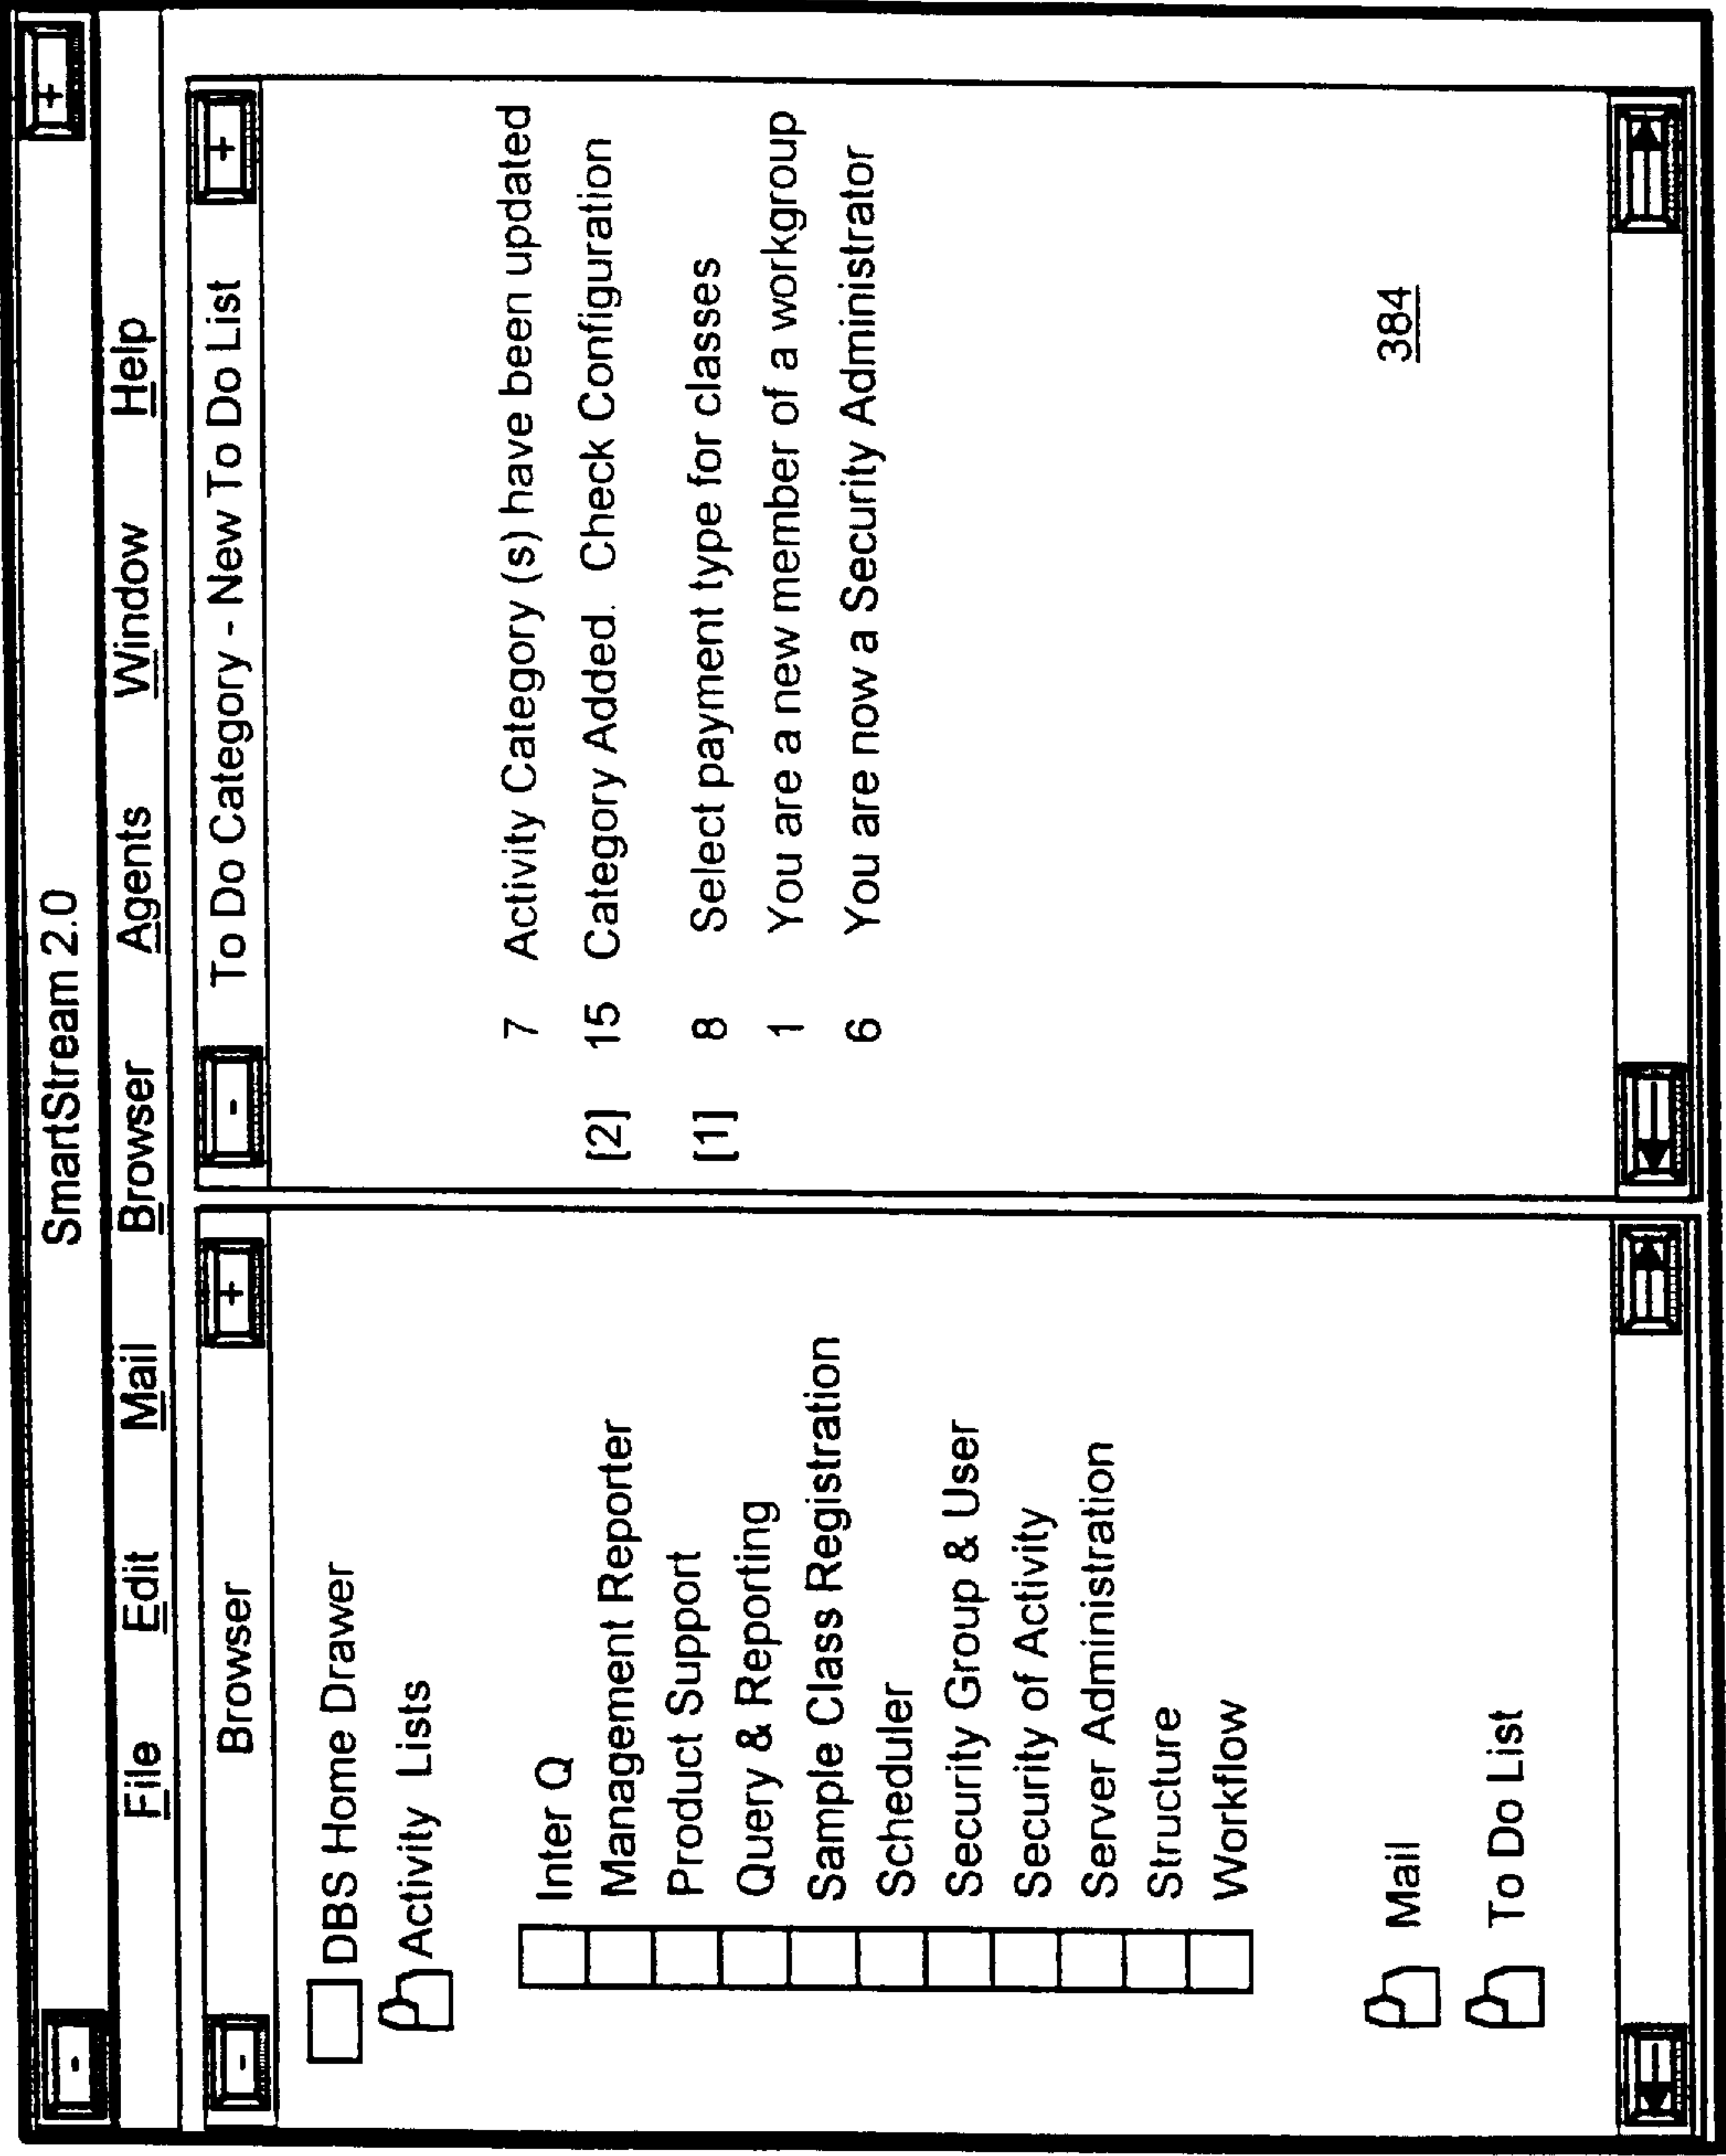 SmartStream 2.0
File Edit Mail Browser Agents Window Help
Browser
DBS Home Drawer
Activity Lists
Inter Q
Management Reporter
Product Support
Query & Reporting
Sample Class Registration
Scheduler
Security Group & User
Security of Activity
Server Administration
Structure
Workflow
Mail
To Do List
To Do Category - New To Do List
7 Activity Category (s) have been updated
[2] 15 Category Added. Check Configuration
[1] 8 Select payment type for classes
1 You are a new member of a workgroup
6 You are now a Security Administrator
384